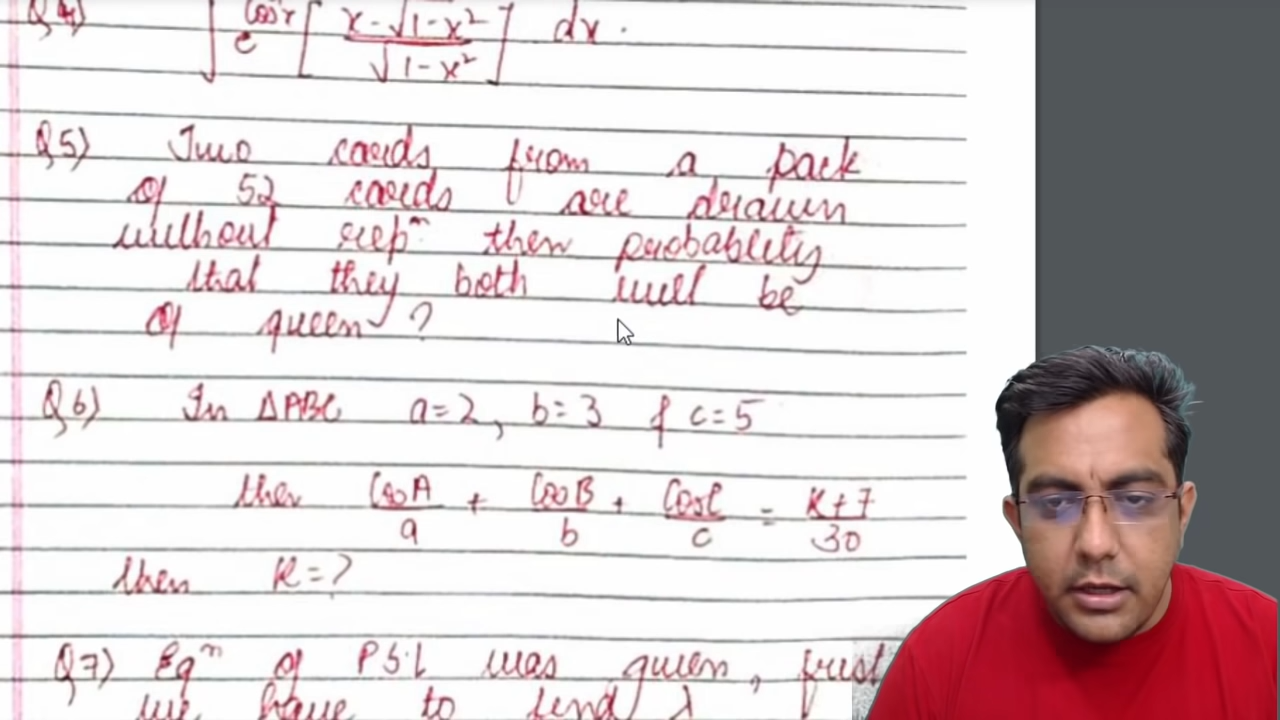 Q4) ∫ e^{cos⁻¹x} [ (x - √(1-x²)) / √(1-x²) ] dx.
Q5) Two cards from a pack
of 52 cards are drawn
without repⁿ then probablity
that they both will be
of queen ?
Q6) In ΔABC a=2, b=3 & c=5
then CosA/a + CosB/b + CosC/c = K+7/30
then K=?
Q7) Eqⁿ of P.S.L was given, first
we have to find λ